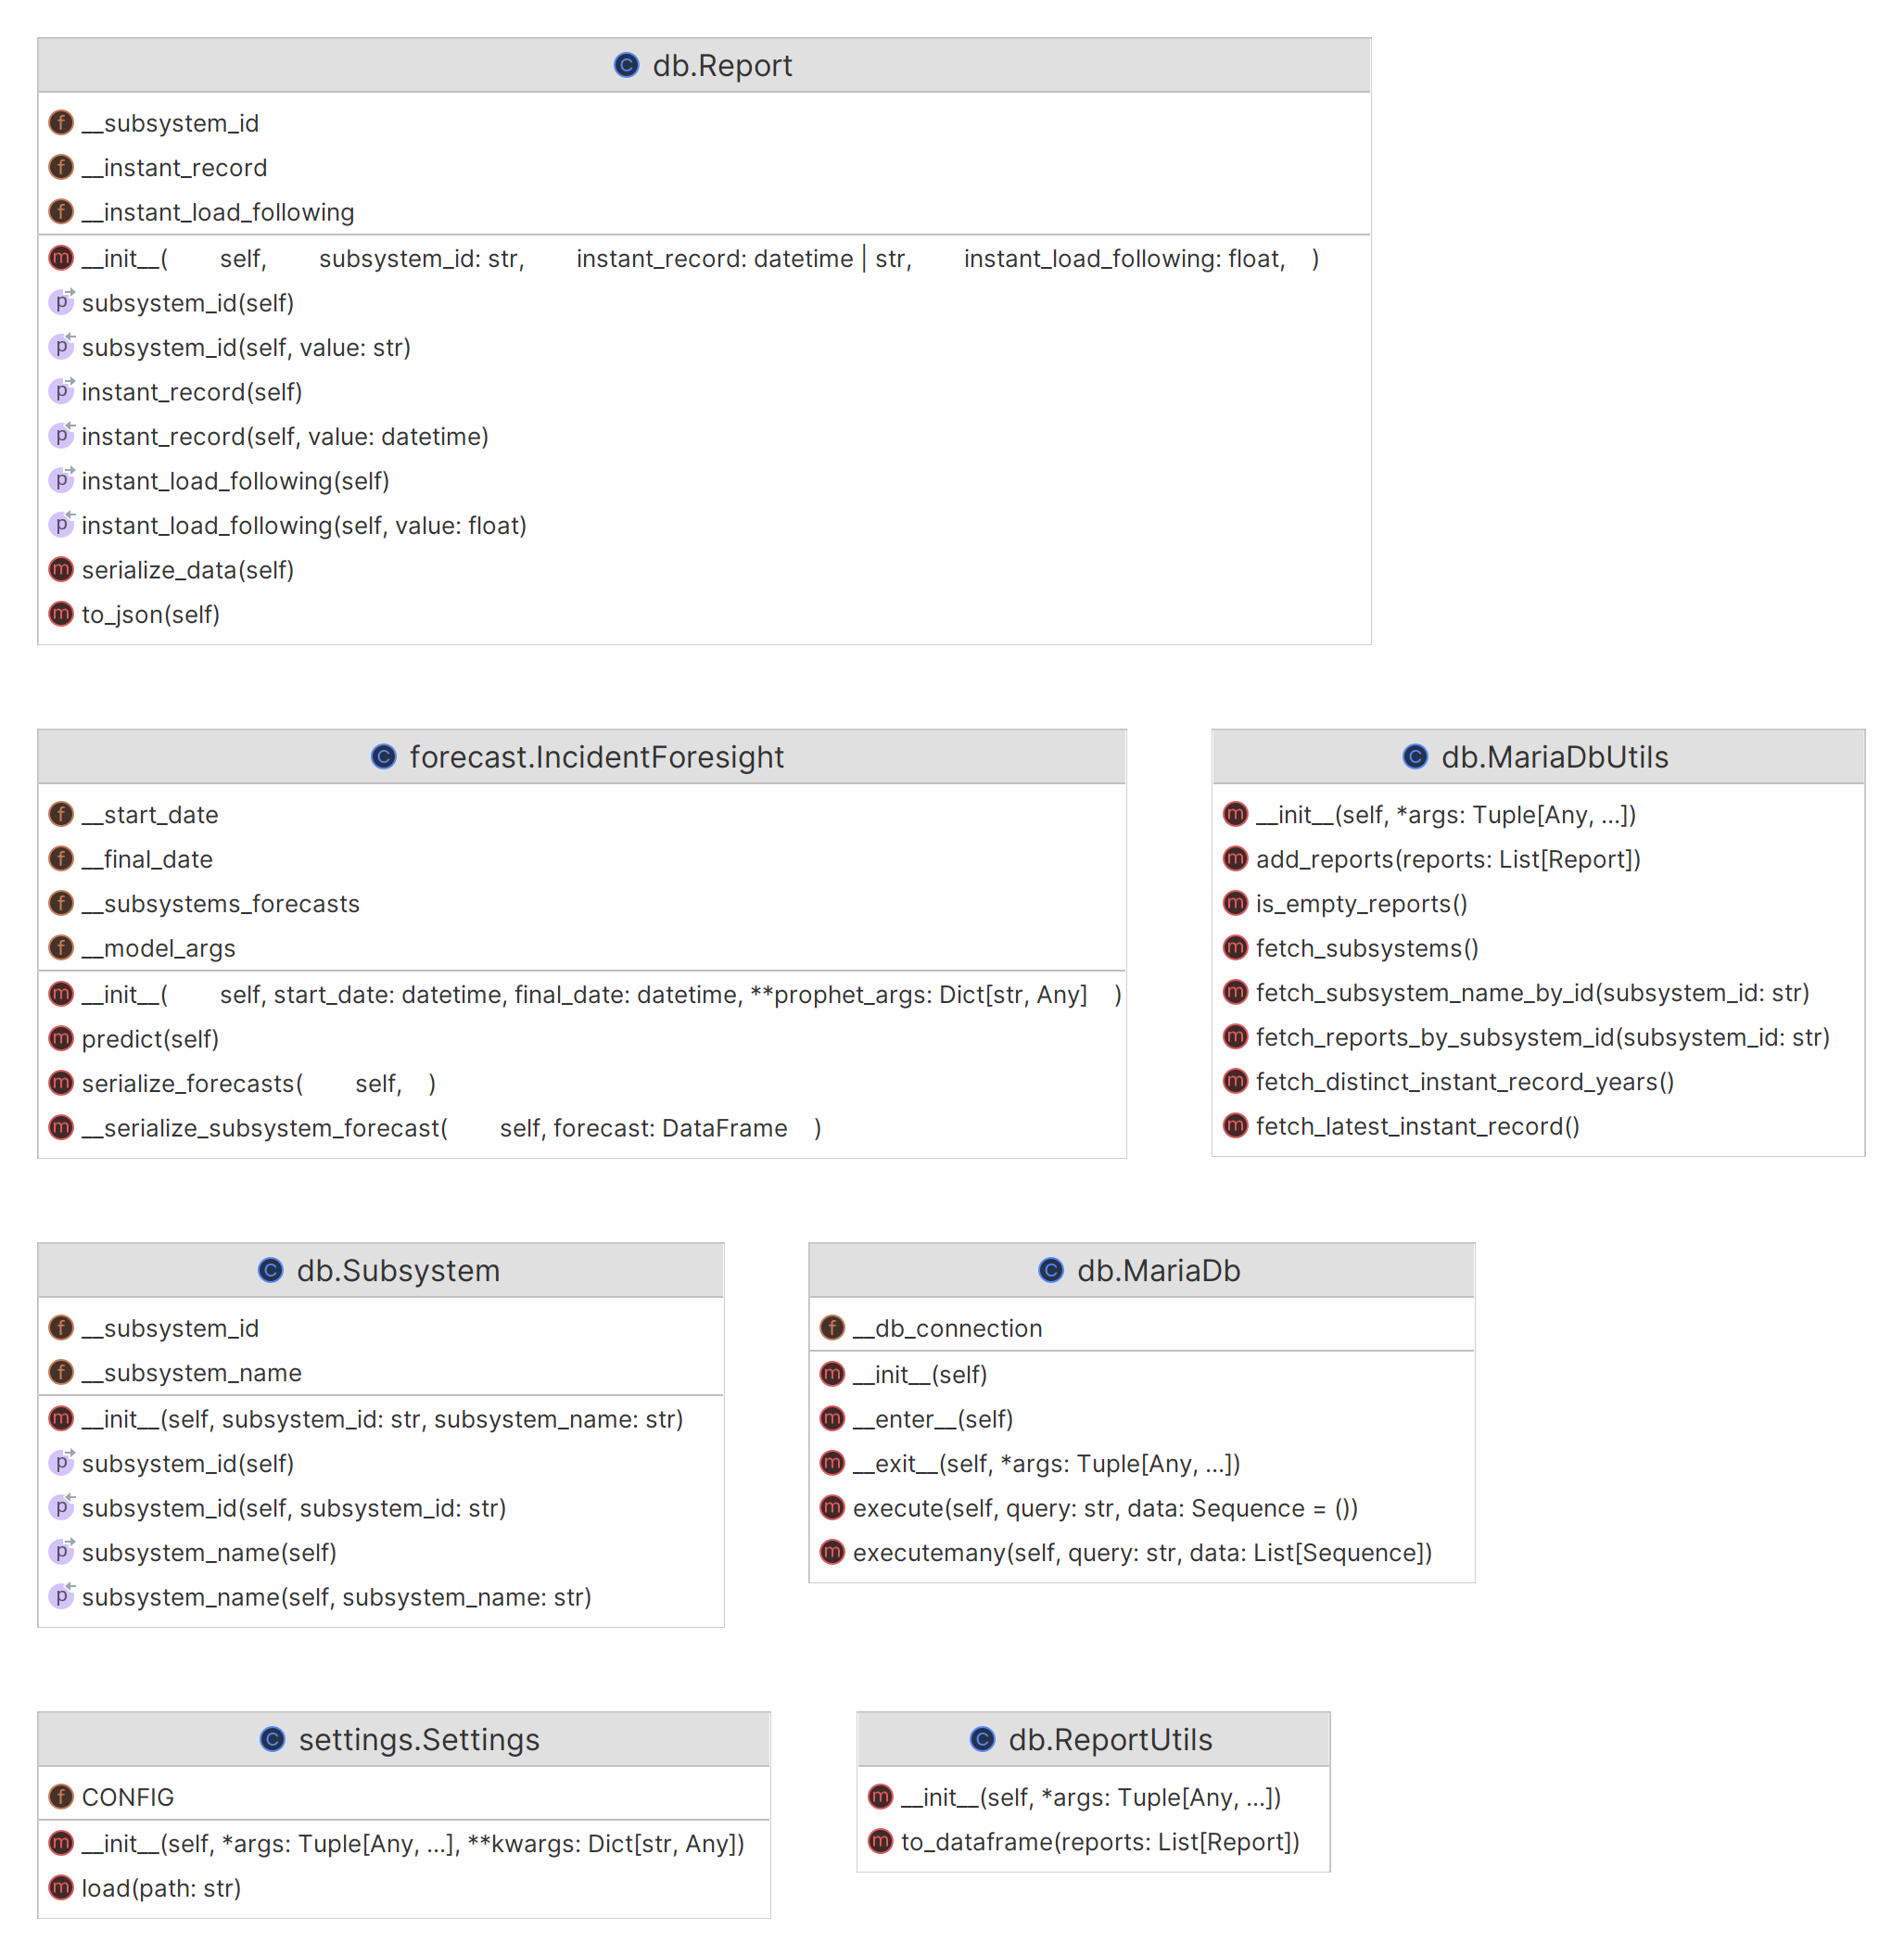 db.Report
__subsystem_id
__instant_record
__instant_load_following
__init__( self, subsystem_id: str, instant_record: datetime | str, instant_load_following: float, )
subsystem_id(self)
subsystem_id(self, value: str)
instant_record(self)
instant_record(self, value: datetime)
instant_load_following(self)
instant_load_following(self, value: float)
serialize_data(self)
to_json(self)
forecast.IncidentForesight
__start_date
__final_date
__subsystems_forecasts
__model_args
__init__( self, start_date: datetime, final_date: datetime, **prophet_args: Dict[str, Any] )
predict(self)
serialize_forecasts( self, )
__serialize_subsystem_forecast( self, forecast: DataFrame )
db.MariaDbUtils
__init__(self, *args: Tuple[Any, ...])
add_reports(reports: List[Report])
is_empty_reports()
fetch_subsystems()
fetch_subsystem_name_by_id(subsystem_id: str)
fetch_reports_by_subsystem_id(subsystem_id: str)
fetch_distinct_instant_record_years()
fetch_latest_instant_record()
db.Subsystem
__subsystem_id
__subsystem_name
__init__(self, subsystem_id: str, subsystem_name: str)
subsystem_id(self)
subsystem_id(self, subsystem_id: str)
subsystem_name(self)
subsystem_name(self, subsystem_name: str)
db.MariaDb
__db_connection
__init__(self)
__enter__(self)
__exit__(self, *args: Tuple[Any, ...])
execute(self, query: str, data: Sequence = ())
executemany(self, query: str, data: List[Sequence])
settings.Settings
CONFIG
__init__(self, *args: Tuple[Any, ...], **kwargs: Dict[str, Any])
load(path: str)
db.ReportUtils
__init__(self, *args: Tuple[Any, ...])
to_dataframe(reports: List[Report])